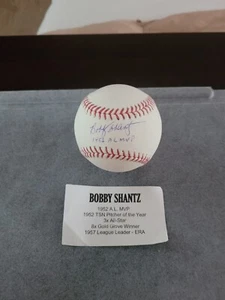 Bobby Shantz
1952 A.L. MVP
BOBBY SHANTZ
1952 A.L. MVP
1952 TSN Pitcher of the Year
3x All-Star
8x Gold Glove Winner
1957 League Leader - ERA